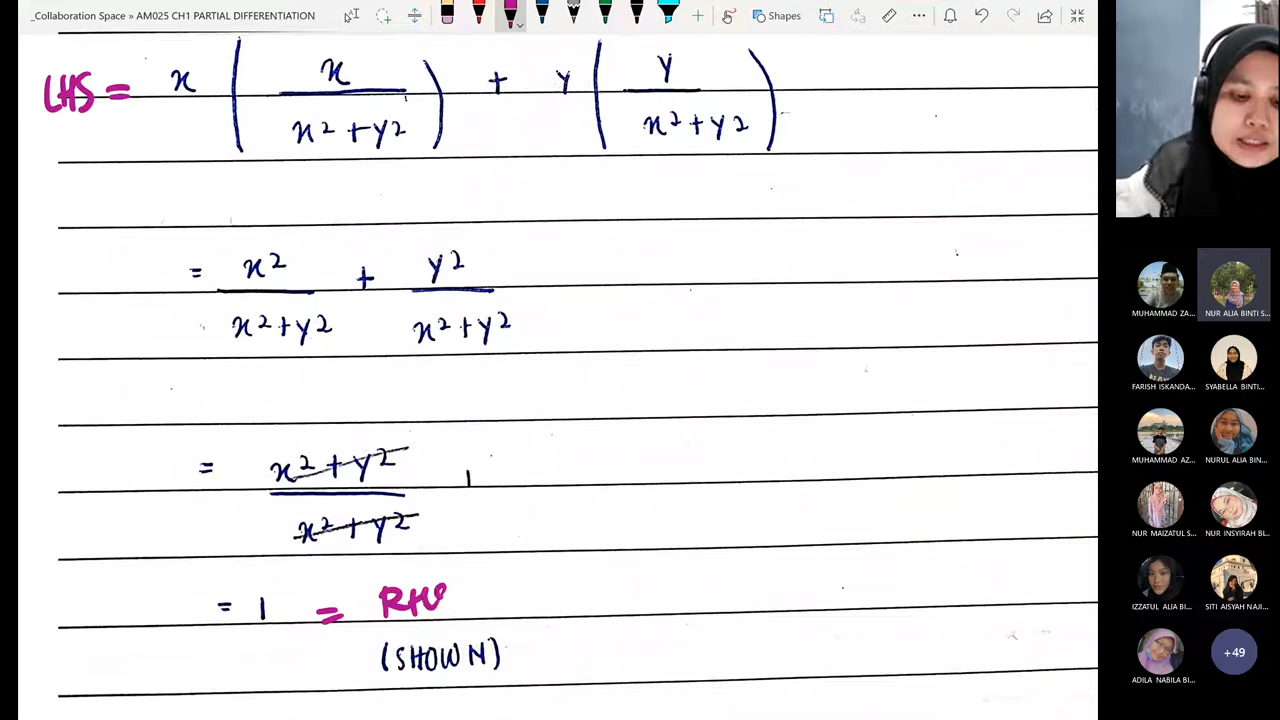 _Collaboration Space » AM025 CH1 PARTIAL DIFFERENTIATION
Shapes
LHS = x ( x / x2 + y2 ) + y ( y / x2 + y2 )
= x2 / x2 + y2 + y2 / x2 + y2
= x2 + y2 / x2 + y2 1
= 1 = RHS
(SHOWN)
MUHAMMAD ZA...
NUR ALIA BINTI S...
FARISH ISKANDA...
SYABELLA BINTI...
MUHAMMAD AZ...
NURUL ALIA BIN...
NUR MAIZATUL S...
NUR INSYIRAH BI...
IZZATUL ALIA BI...
SITI AISYAH NAJI...
ADILA NABILA BI...
+49